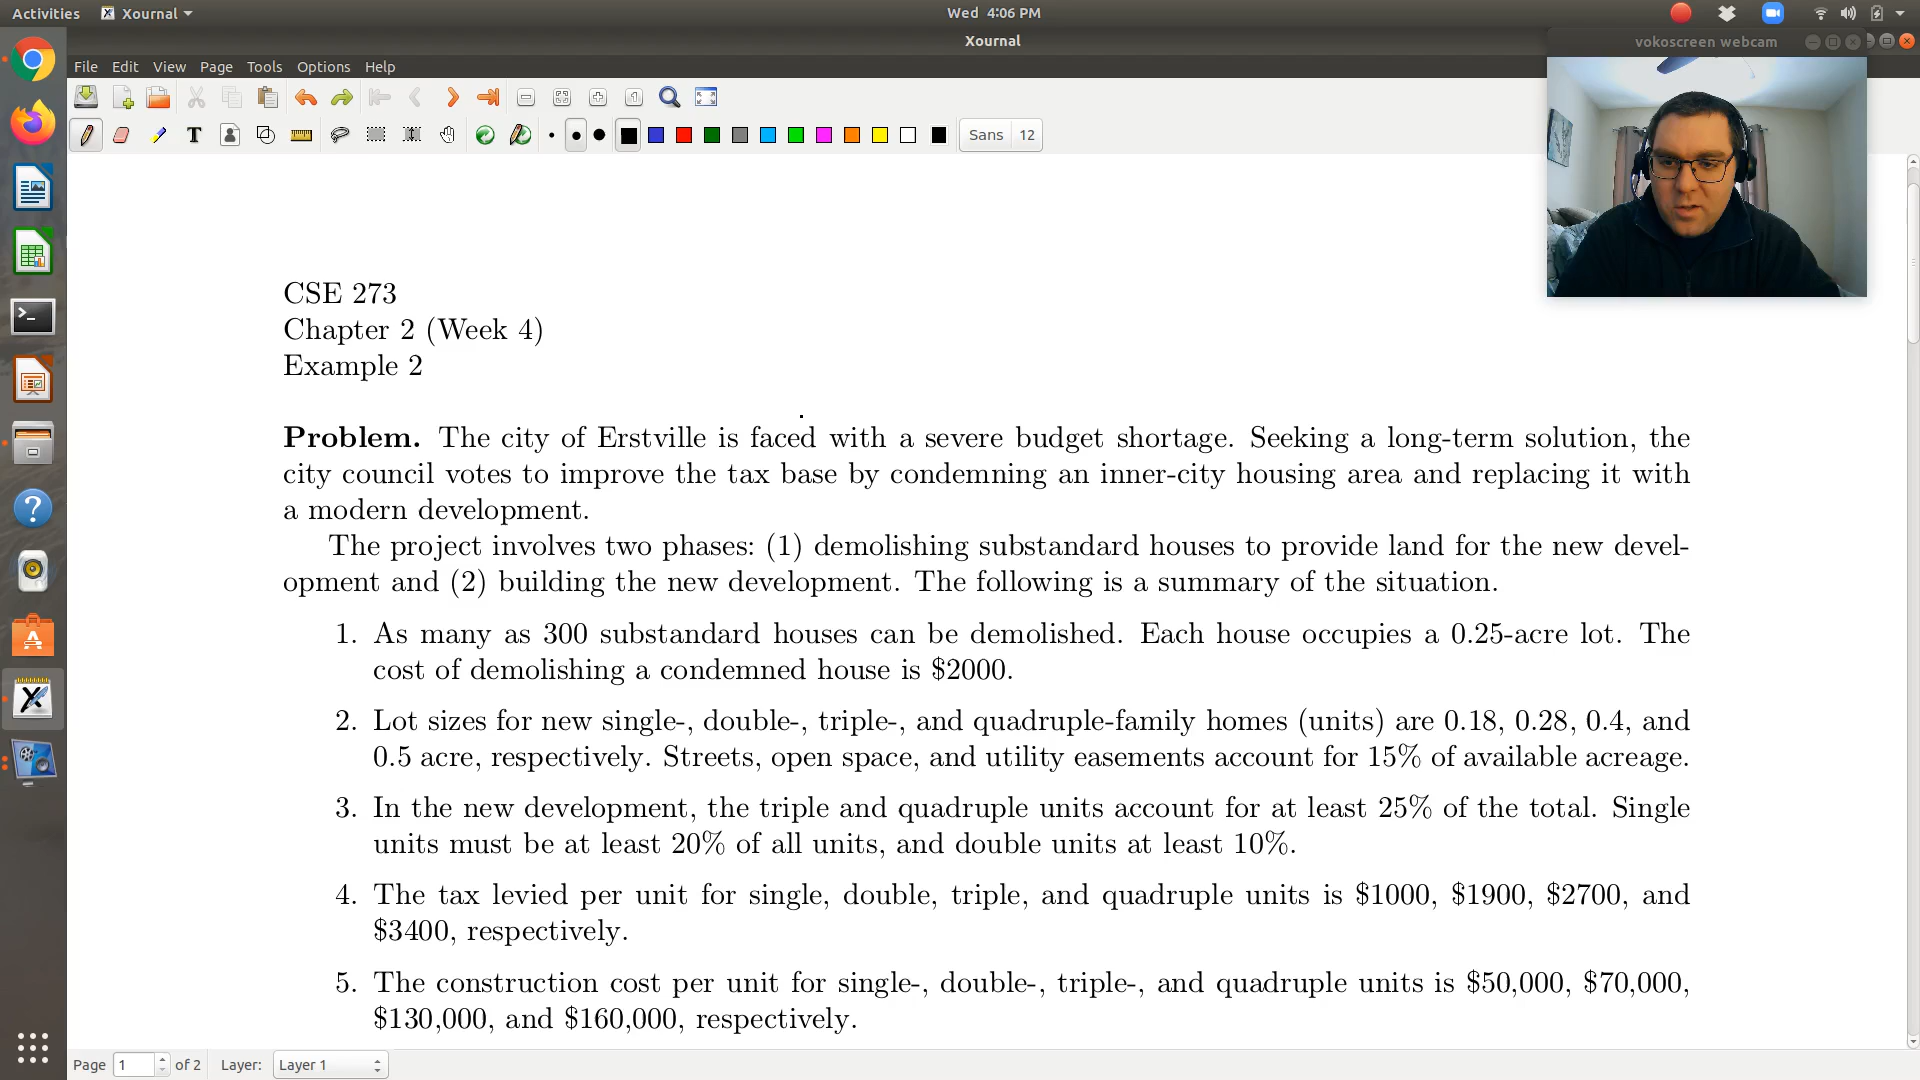 Activities Xournal Wed 4:06 PM
Xournal
vokoscreen webcam
File Edit View Page Tools Options Help
Sans 12
CSE 273
Chapter 2 (Week 4)
Example 2
Problem. The city of Erstville is faced with a severe budget shortage. Seeking a long-term solution, the
city council votes to improve the tax base by condemning an inner-city housing area and replacing it with
a modern development.
The project involves two phases: (1) demolishing substandard houses to provide land for the new devel-
opment and (2) building the new development. The following is a summary of the situation.
1. As many as 300 substandard houses can be demolished. Each house occupies a 0.25-acre lot. The
cost of demolishing a condemned house is $2000.
2. Lot sizes for new single-, double-, triple-, and quadruple-family homes (units) are 0.18, 0.28, 0.4, and
0.5 acre, respectively. Streets, open space, and utility easements account for 15% of available acreage.
3. In the new development, the triple and quadruple units account for at least 25% of the total. Single
units must be at least 20% of all units, and double units at least 10%.
4. The tax levied per unit for single, double, triple, and quadruple units is $1000, $1900, $2700, and
$3400, respectively.
5. The construction cost per unit for single-, double-, triple-, and quadruple units is $50,000, $70,000,
$130,000, and $160,000, respectively.
Page 1 of 2 Layer: Layer 1